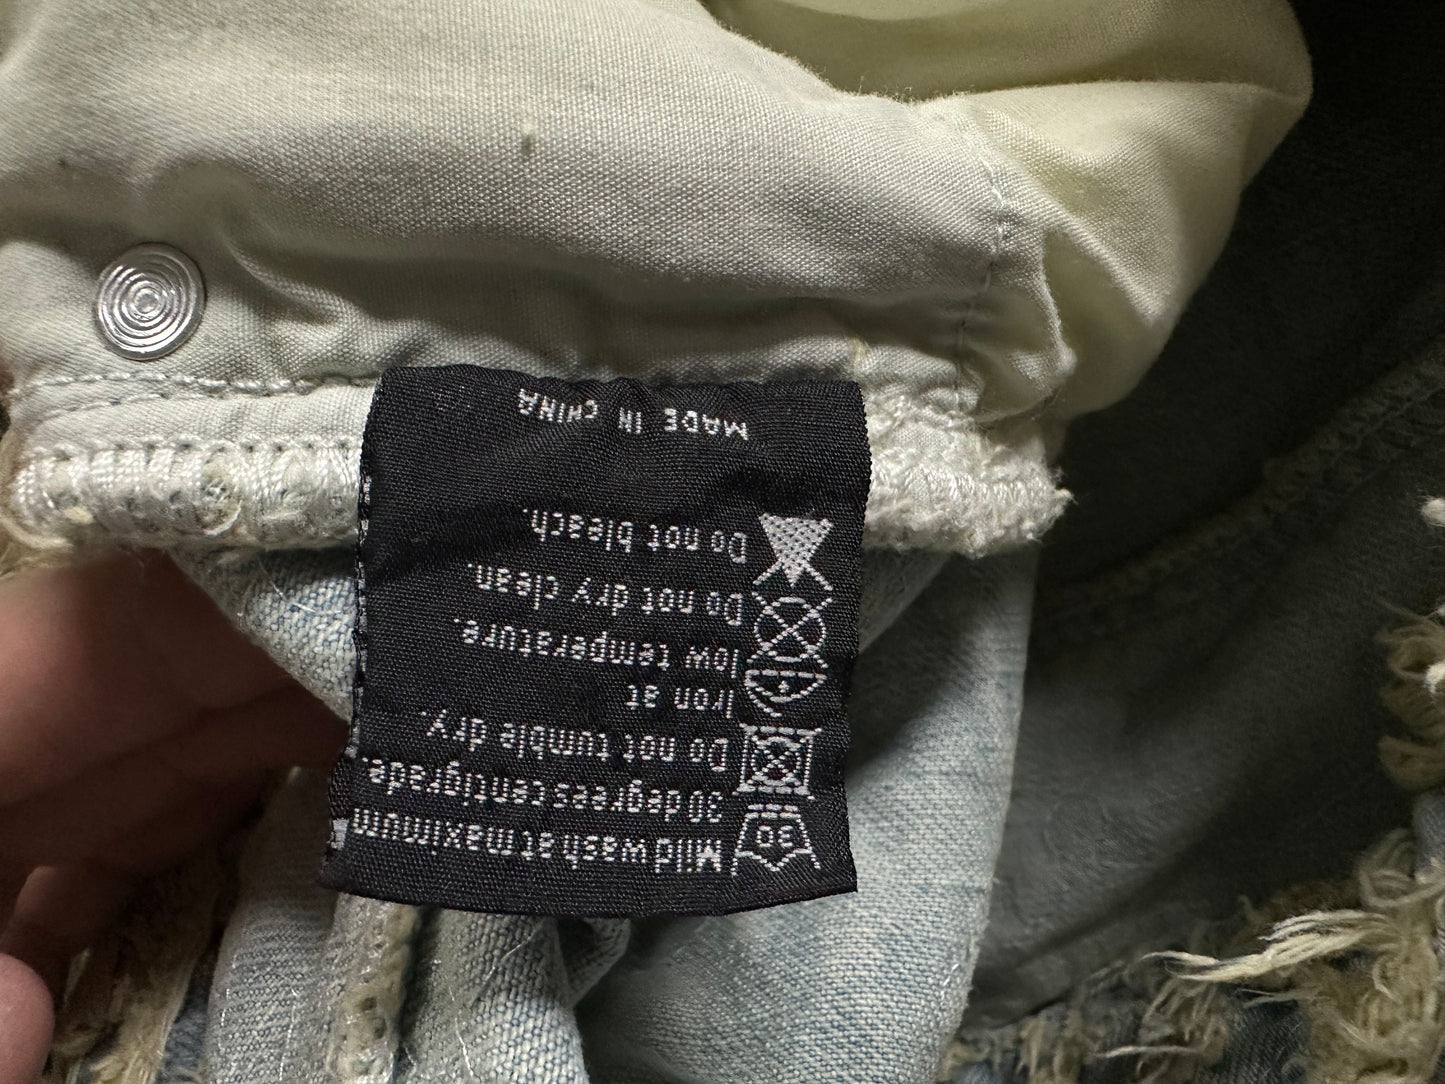 Mild wash at maximum
30 degrees centigrade.
Do not tumble dry.
Iron at
low temperature.
Do not dry clean.
Do not bleach.
MADE IN CHINA
30